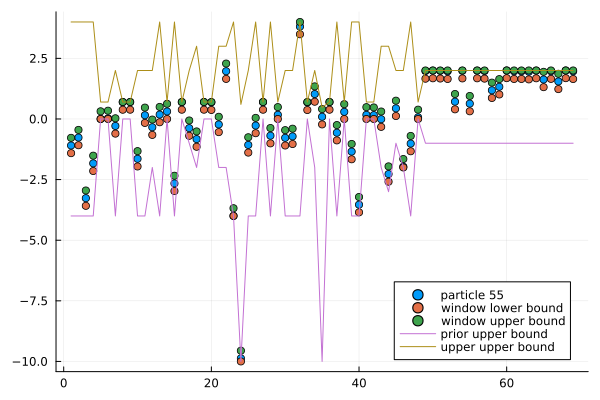 2.5
0.0
−2.5
−5.0
−7.5
−10.0
0
20
40
60
particle 55
window lower bound
window upper bound
prior upper bound
upper upper bound